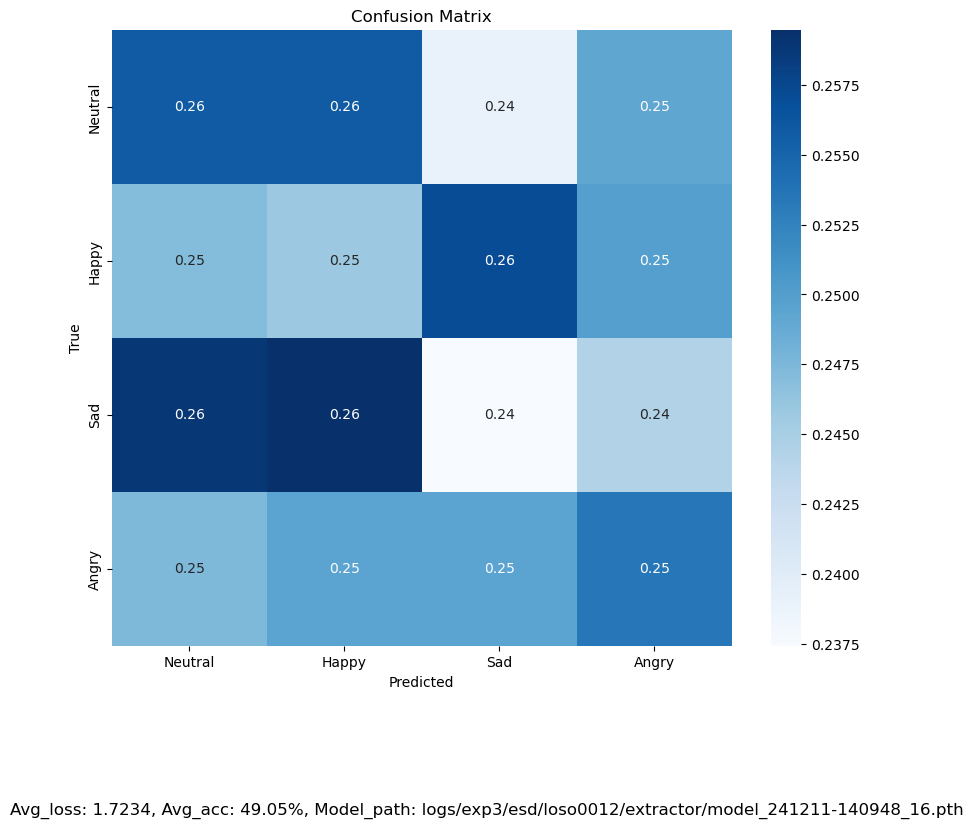 Confusion Matrix
Neutral
Happy
Sad
Angry
True
0.26 0.26 0.24 0.25
0.25 0.25 0.26 0.25
0.26 0.26 0.24 0.24
0.25 0.25 0.25 0.25
Neutral Happy Sad Angry
Predicted
0.2575
0.2550
0.2525
0.2500
0.2475
0.2450
0.2425
0.2400
0.2375
Avg_loss: 1.7234, Avg_acc: 49.05%, Model_path: logs/exp3/esd/loso0012/extractor/model_241211-140948_16.pth